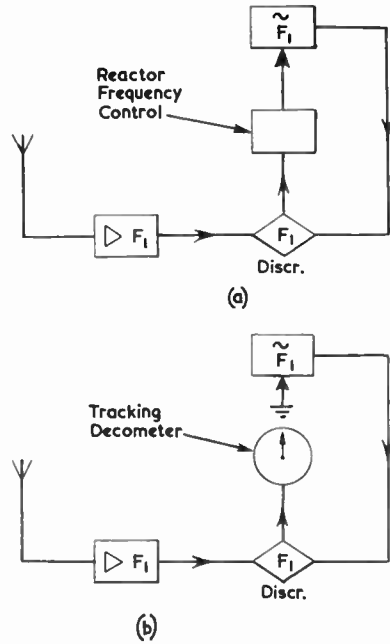 ~
F₁
Reactor
Frequency
Control
▷ F₁
F₁
Discr.
(a)
~
F₁
Tracking
Decometer
▷ F₁
F₁
Discr.
(b)